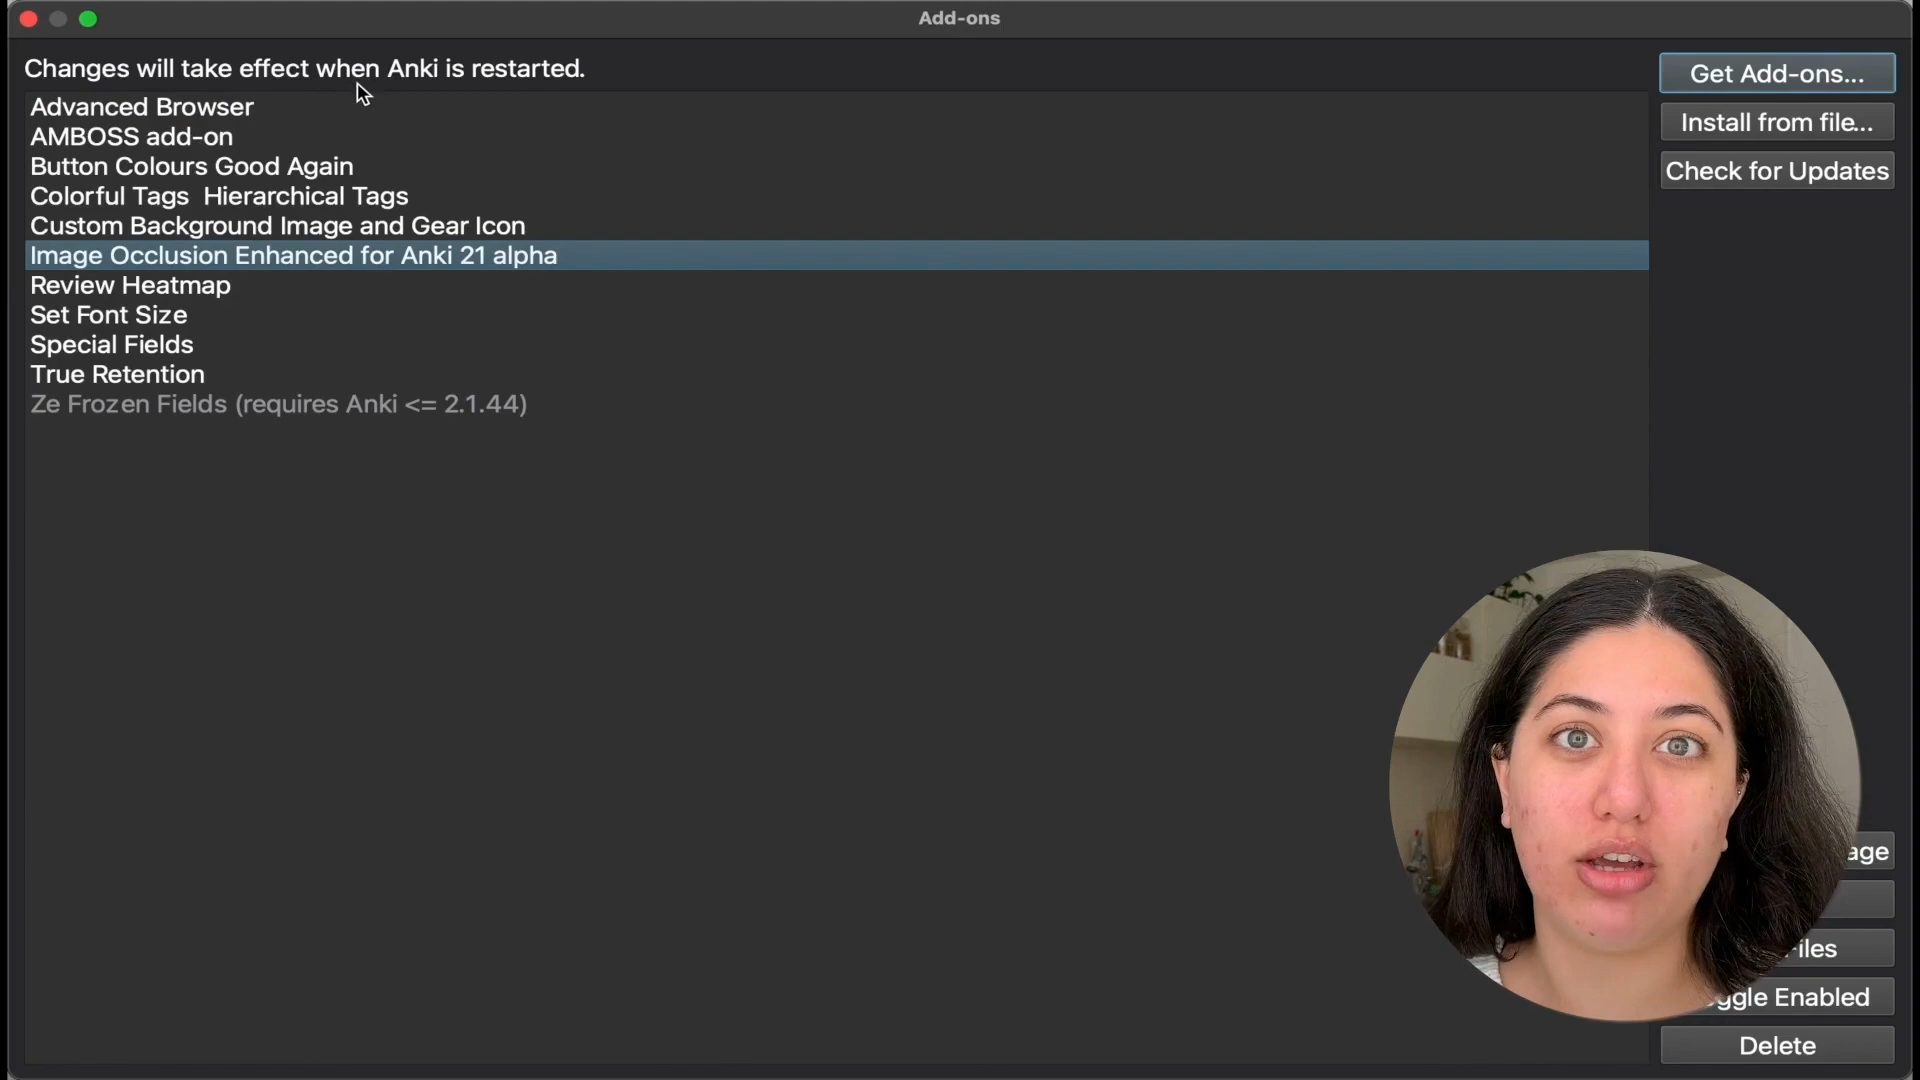 Add-ons
Changes will take effect when Anki is restarted.
Advanced Browser
AMBOSS add-on
Button Colours Good Again
Colorful Tags  Hierarchical Tags
Custom Background Image and Gear Icon
Image Occlusion Enhanced for Anki 21 alpha
Review Heatmap
Set Font Size
Special Fields
True Retention
Ze Frozen Fields (requires Anki <= 2.1.44)
Get Add-ons...
Install from file...
Check for Updates
Enabled
Delete